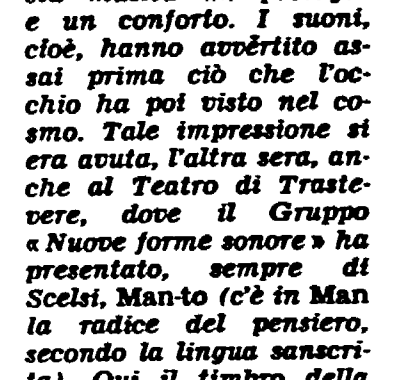 e un conforto. I suoni,
cioè, hanno avvèrtito as-
sai prima ciò che l'oc-
chio ha poi visto nel co-
smo. Tale impressione si
era avuta, l'altra sera, an-
che al Teatro di Traste-
vere, dove il Gruppo
« Nuove forme sonore » ha
presentato, sempre di
Scelsi, Man-to (c'è in Man
la radice del pensiero,
secondo la lingua sanscri-
ta). Qui il timbro della